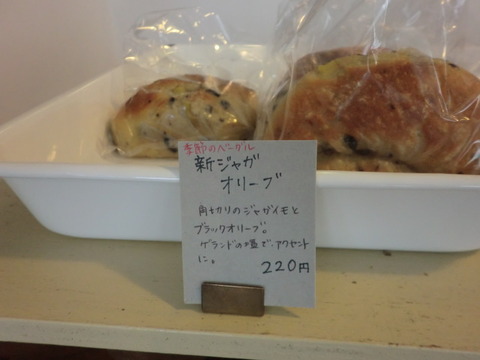 季節のベーグル
新ジャガ
オリーブ
角切りのジャガイモと
ブラックオリーブ。
ゲランドの塩で、アクセント
に。
220円